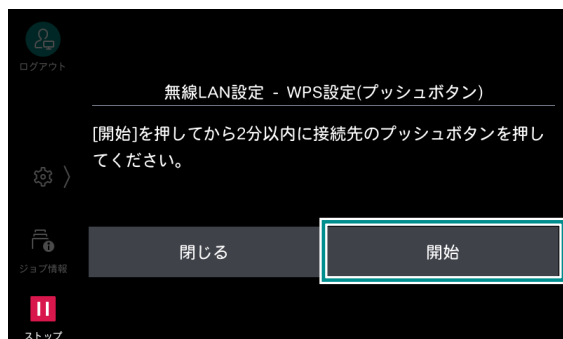 ログアウト
無線LAN設定 - WPS設定(プッシュボタン)
[開始]を押してから2分以内に接続先のプッシュボタンを押し
てください。
閉じる
開始
ジョブ情報
ストップ